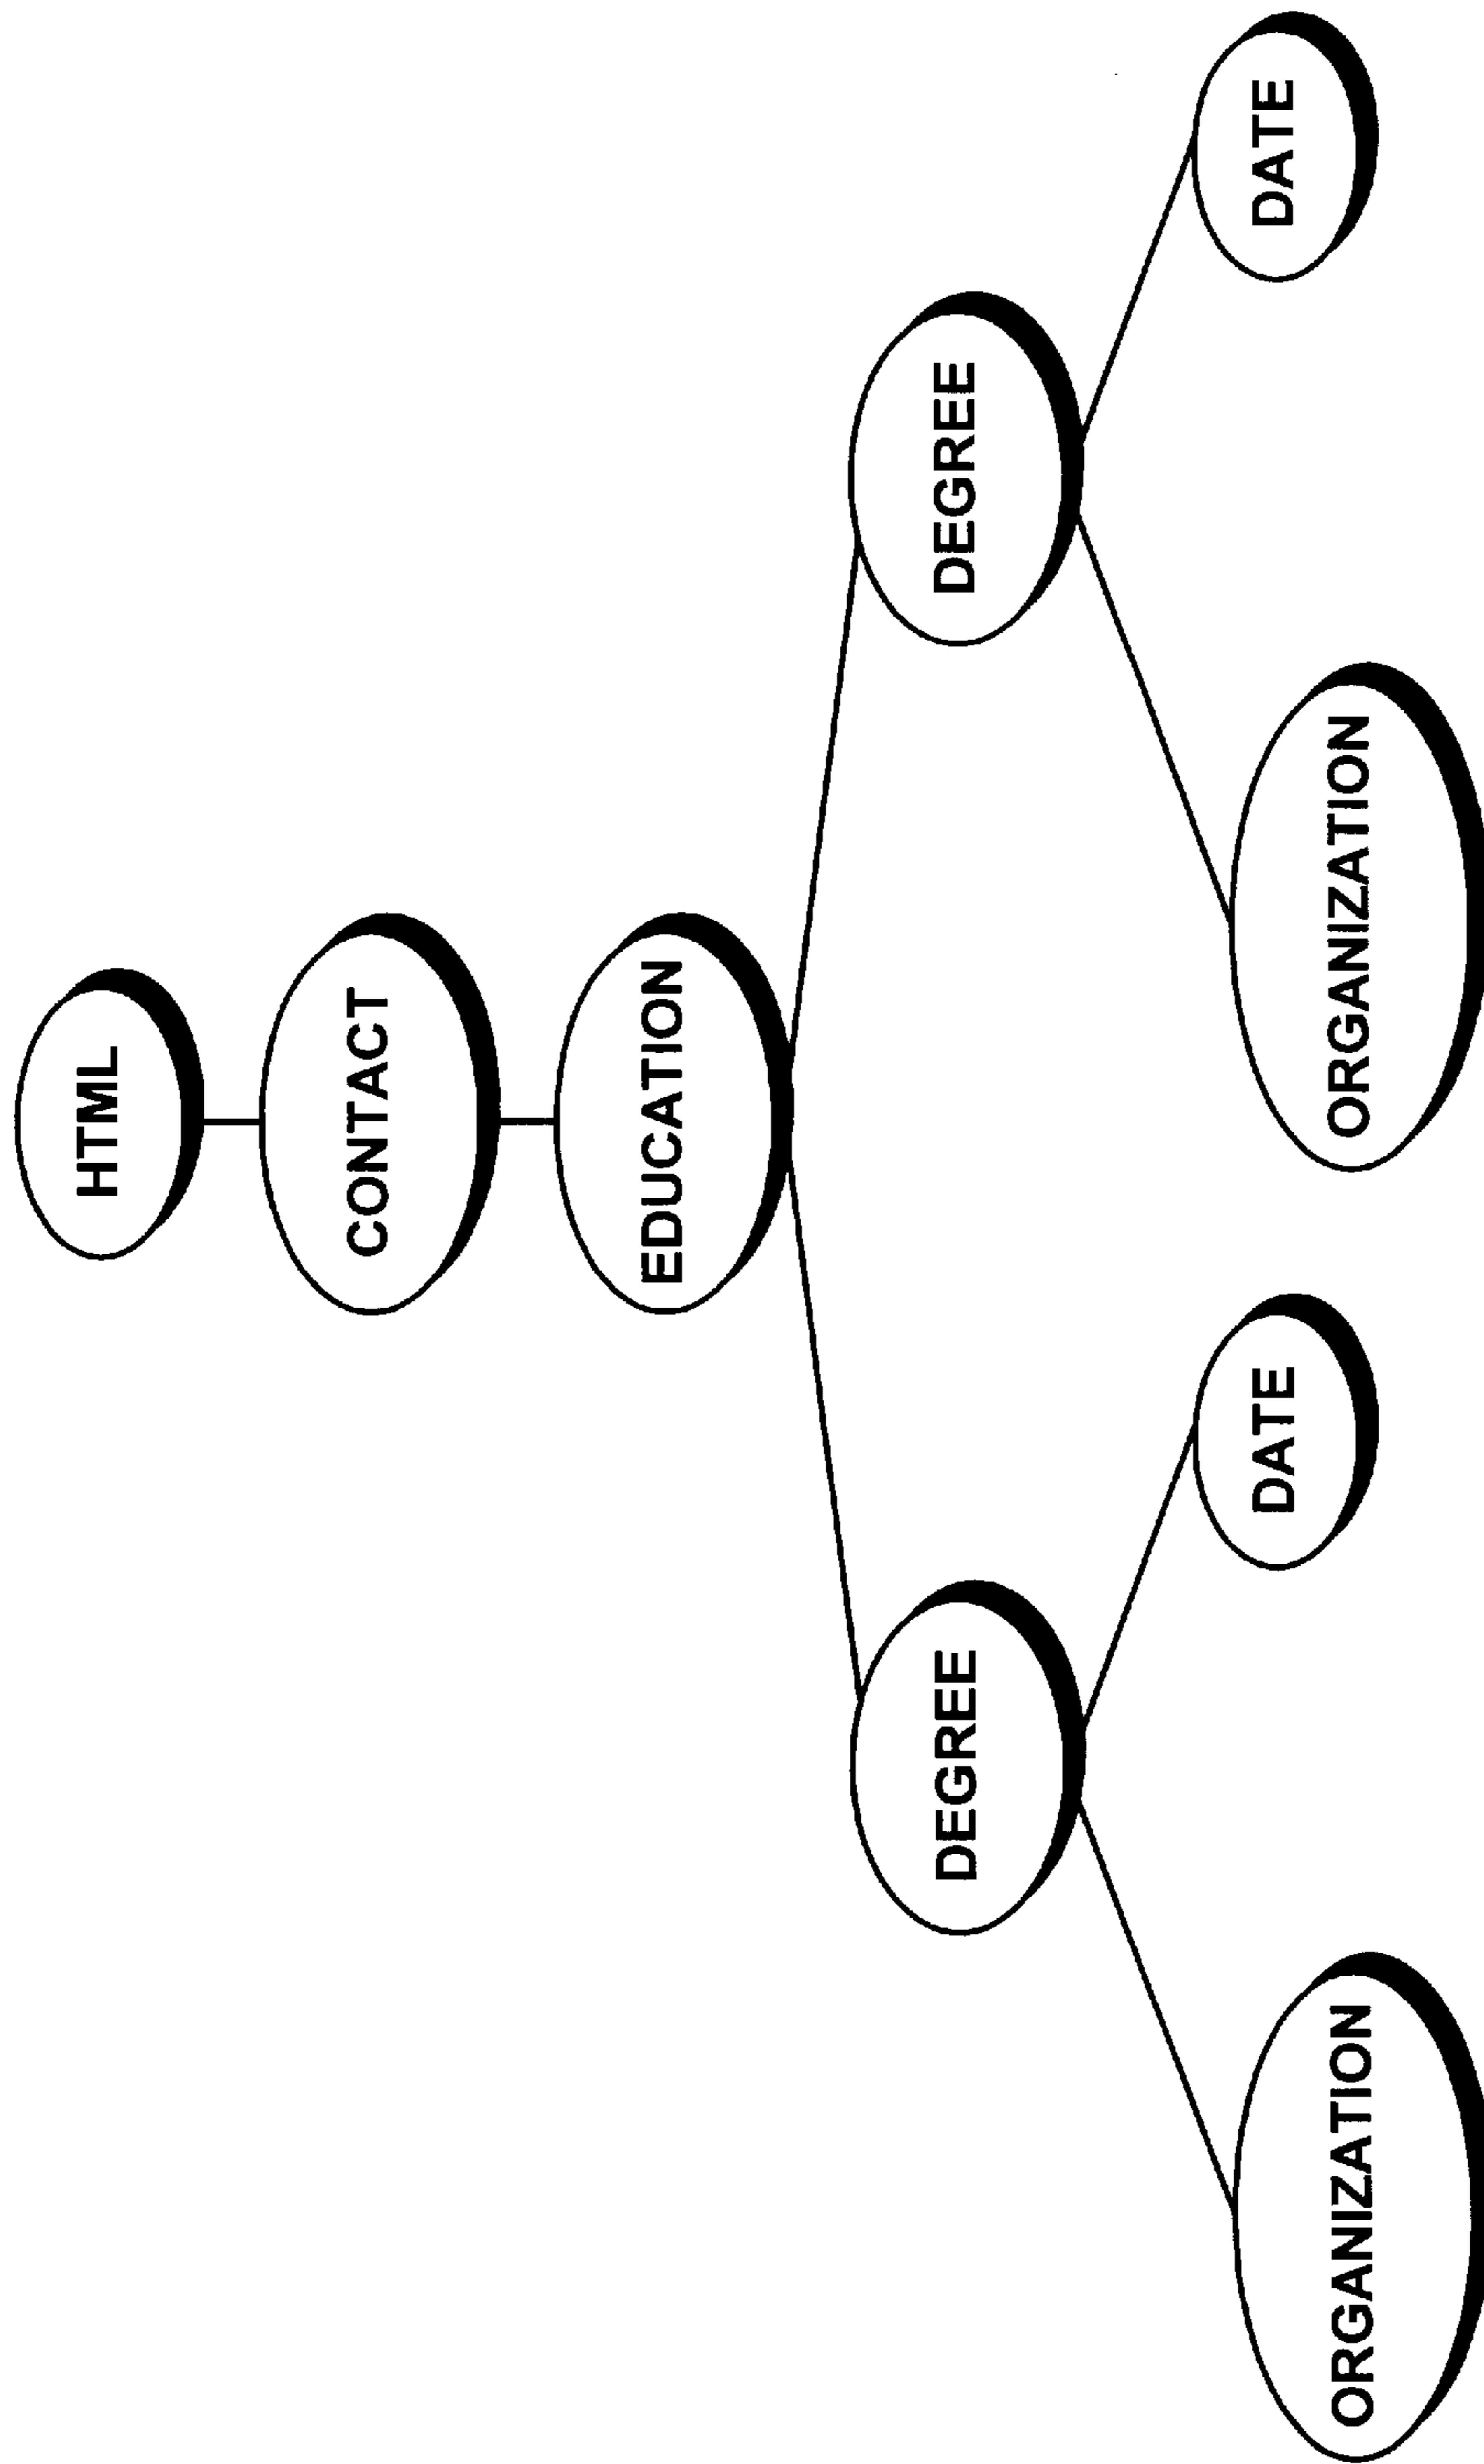 HTML
CONTACT
EDUCATION
DEGREE
DEGREE
ORGANIZATION
DATE
ORGANIZATION
DATE